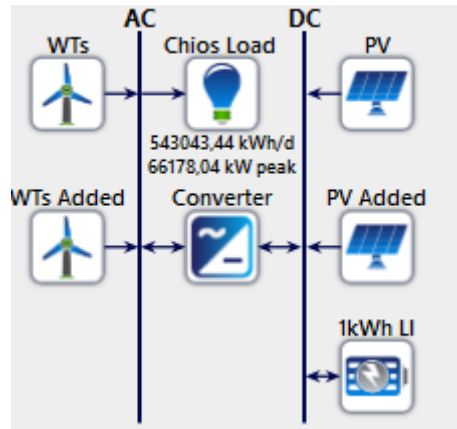 AC DC
WTs Chios Load PV
543043,44 kWh/d
66178,04 kW peak
WTs Added Converter PV Added
1kWh LI